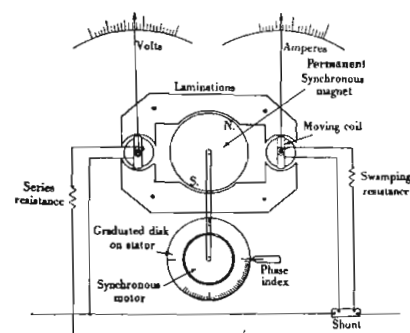 Volts
Amperes
Permanent
Synchronous
magnet
Laminations
N.
Moving coil
S.
Series
resistance
Swamping
resistance
Graduated disk
on stator
Phase
index
Synchronous
motor
Shunt